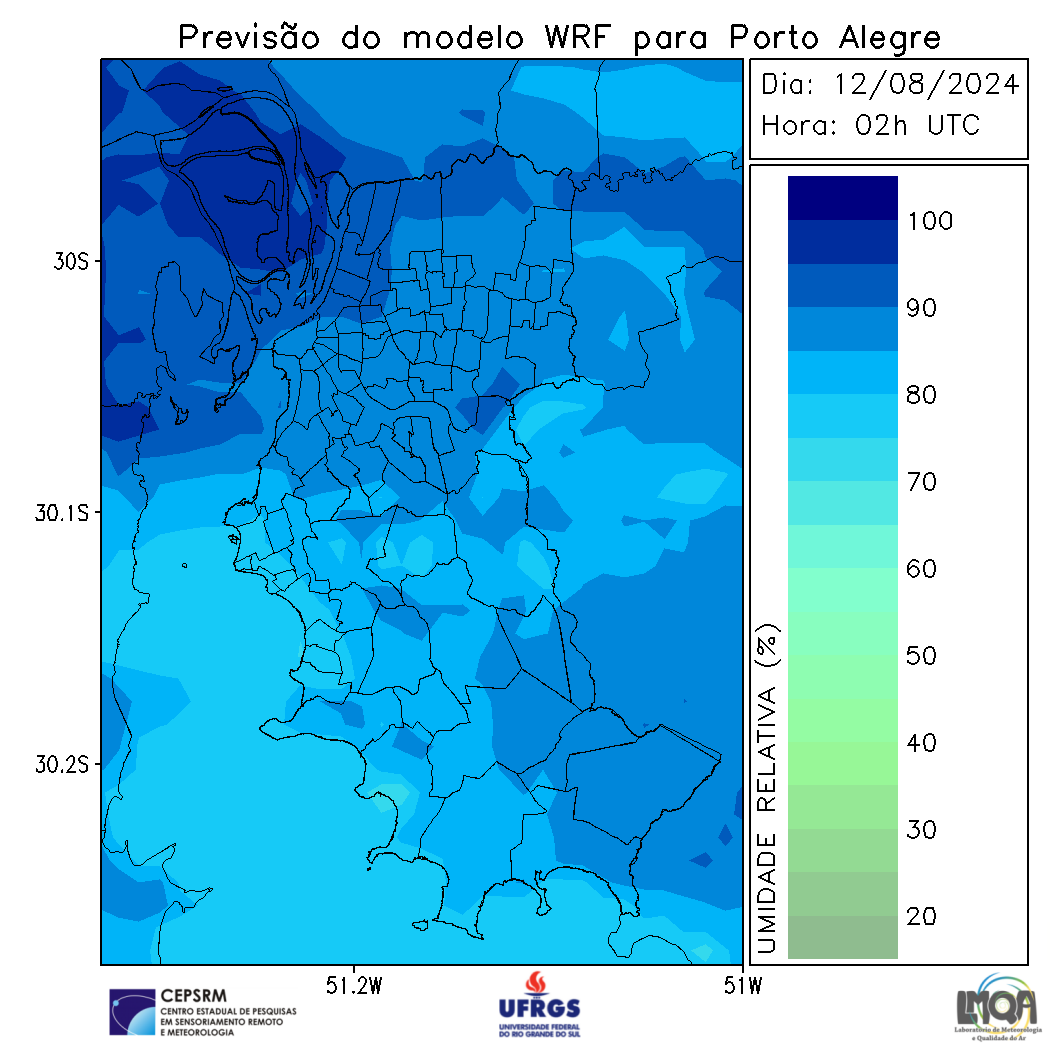 Previsão do modelo WRF para Porto Alegre
Dia: 12/08/2024
Hora: 02h UTC
30S
30.1S
30.2S
51.2W
51W
100
90
80
70
60
50
40
30
20
UMIDADE RELATIVA (%)
CEPSRM
CENTRO ESTADUAL DE PESQUISAS
EM SENSORIAMENTO REMOTO
E METEOROLOGIA
UFRGS
UNIVERSIDADE FEDERAL
DO RIO GRANDE DO SUL
LMQA
Laboratório de Meteorologia
e Qualidade do Ar